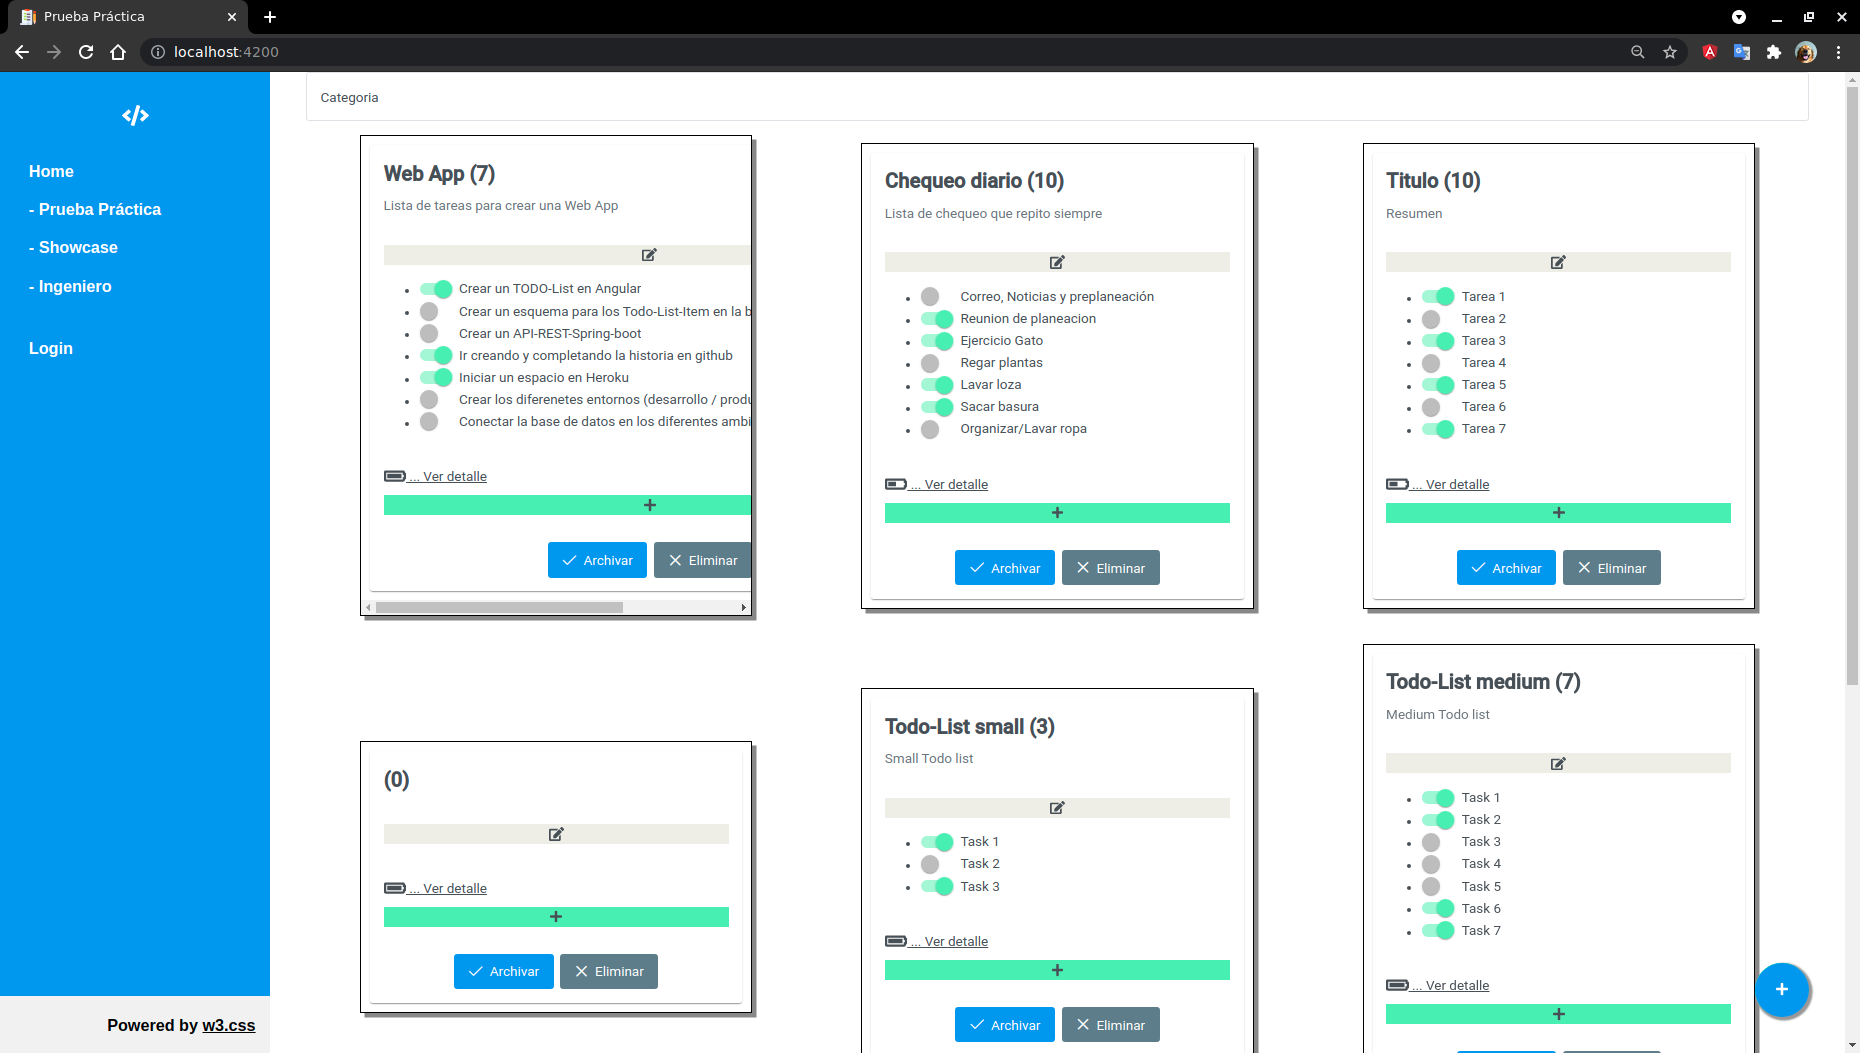 Prueba Práctica
localhost:4200
Home
- Prueba Práctica
- Showcase
- Ingeniero
Login
Powered by w3.css
Categoria
Web App (7)
Lista de tareas para crear una Web App
Crear un TODO-List en Angular
Crear un esquema para los Todo-List-Item en la b
Crear un API-REST-Spring-boot
Ir creando y completando la historia en github
Iniciar un espacio en Heroku
Crear los diferenetes entornos (desarrollo / produ
Conectar la base de datos en los diferentes ambi
... Ver detalle
+
Archivar
Eliminar
Chequeo diario (10)
Lista de chequeo que repito siempre
Correo, Noticias y preplaneación
Reunion de planeacion
Ejercicio Gato
Regar plantas
Lavar loza
Sacar basura
Organizar/Lavar ropa
... Ver detalle
+
Archivar
Eliminar
Titulo (10)
Resumen
Tarea 1
Tarea 2
Tarea 3
Tarea 4
Tarea 5
Tarea 6
Tarea 7
... Ver detalle
+
Archivar
Eliminar
(0)
... Ver detalle
+
Archivar
Eliminar
Todo-List small (3)
Small Todo list
Task 1
Task 2
Task 3
... Ver detalle
+
Archivar
Eliminar
Todo-List medium (7)
Medium Todo list
Task 1
Task 2
Task 3
Task 4
Task 5
Task 6
Task 7
... Ver detalle
+
+